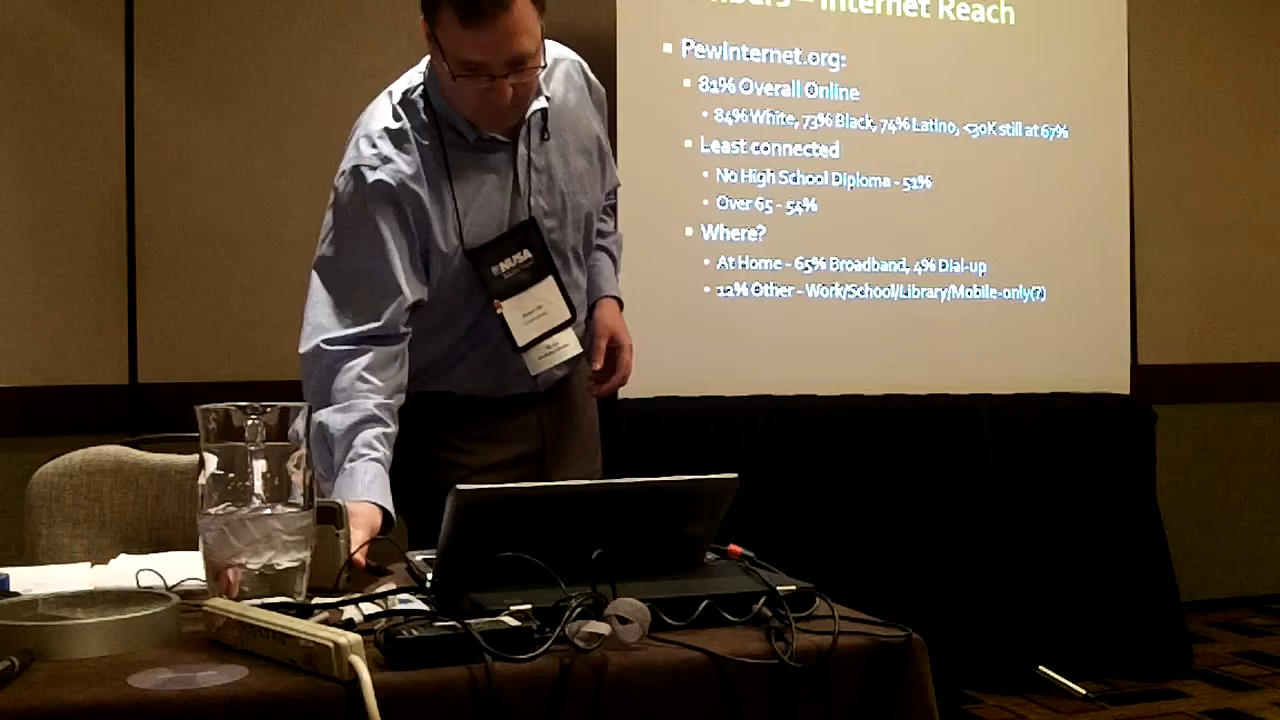 – Internet Reach
PewInternet.org:
81% Overall Online
84% White, 73% Black, 74% Latino, <30K still at 67%
Least connected
No High School Diploma - 51%
Over 65 - 54%
Where?
At Home - 65% Broadband, 4% Dial-up
12% Other - Work/School/Library/Mobile-only(?)
NUSA